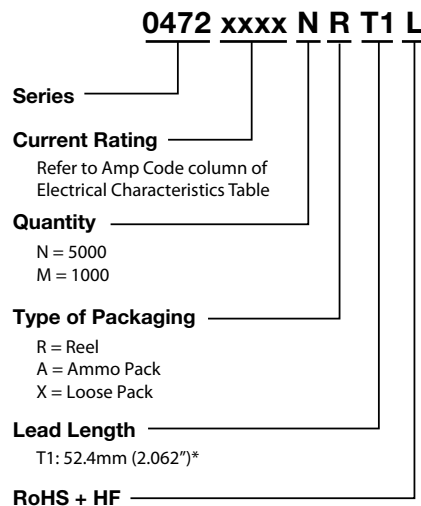 0472 xxxx N R T1 L
Series
Current Rating
Refer to Amp Code column of
Electrical Characteristics Table
Quantity
N = 5000
M = 1000
Type of Packaging
R = Reel
A = Ammo Pack
X = Loose Pack
Lead Length
T1: 52.4mm (2.062″)*
RoHS + HF